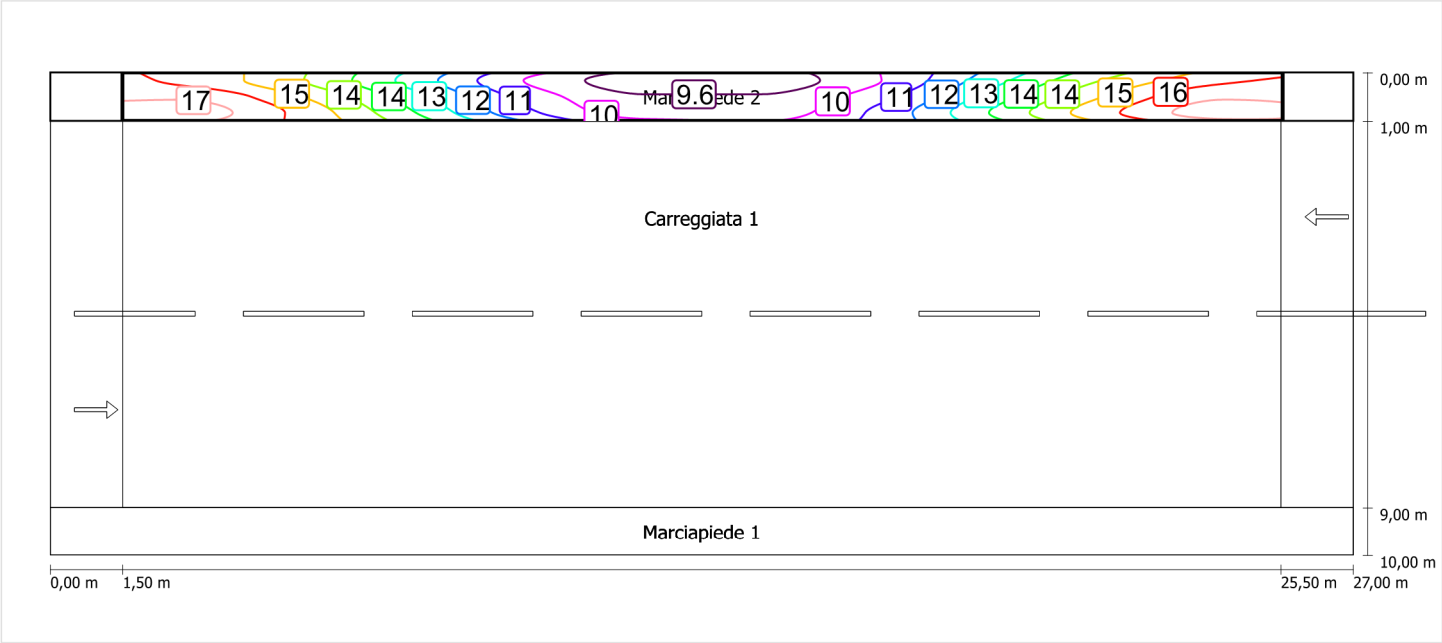 0,00 m
17 15 14 14 13 12 11 10 9.6 10 11 12 13 14 14 15 16
Marciapiede 2
1,00 m
Carreggiata 1
9,00 m
Marciapiede 1
10,00 m
0,00 m 1,50 m 25,50 m 27,00 m